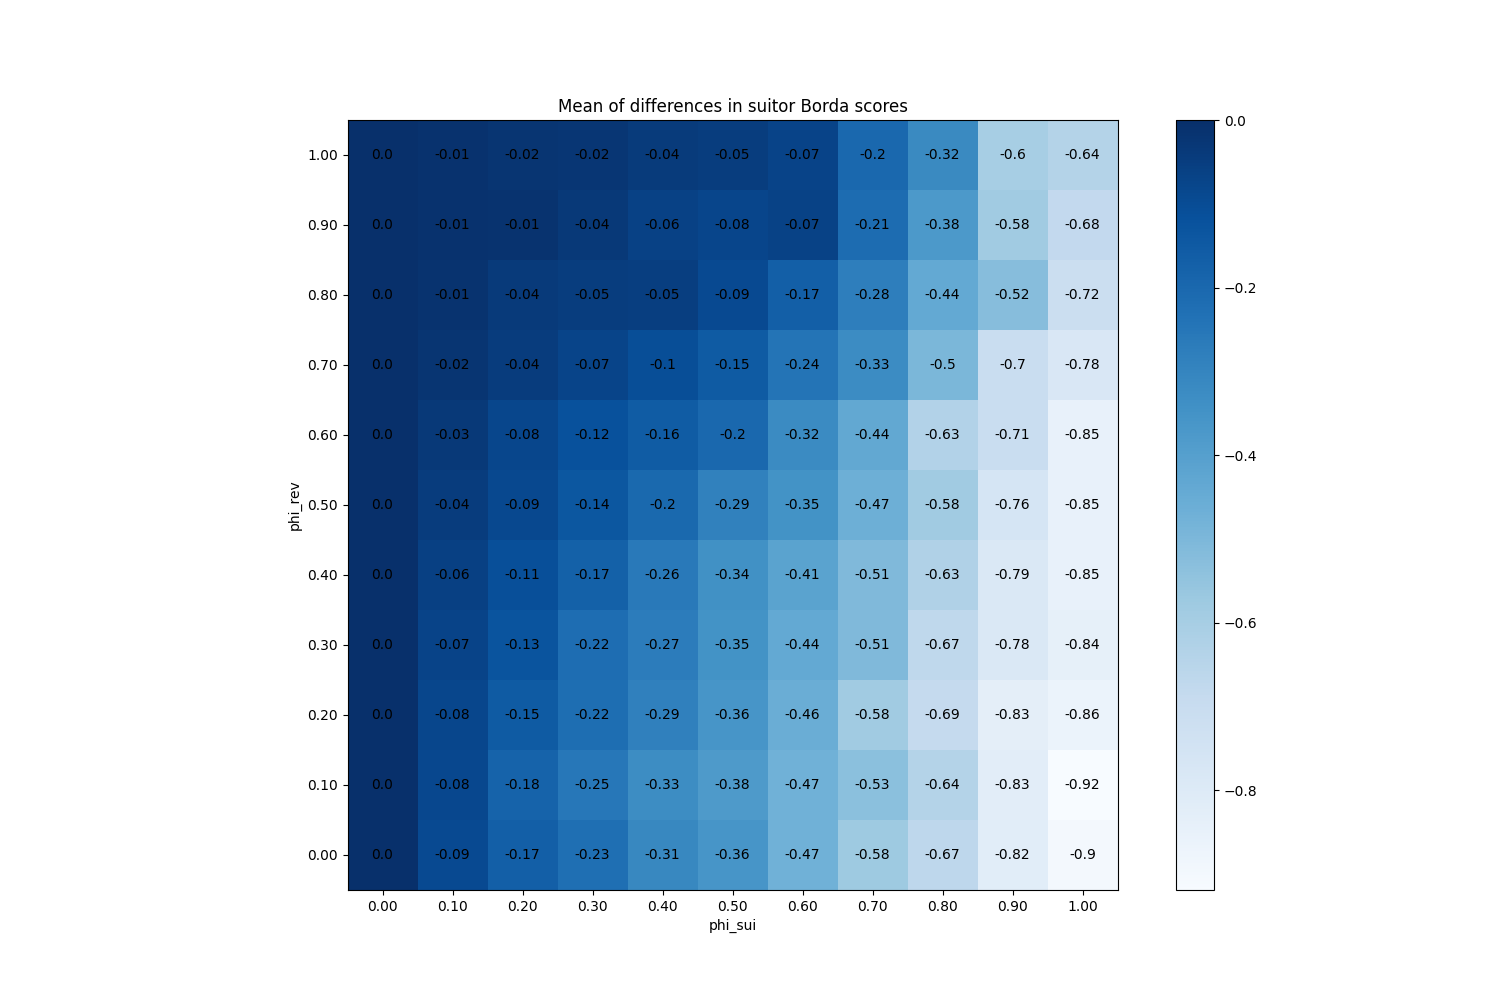 Mean of differences in suitor Borda scores
1.00 0.0 -0.01 -0.02 -0.02 -0.04 -0.05 -0.07 -0.2 -0.32 -0.6 -0.64
0.90 0.0 -0.01 -0.01 -0.04 -0.06 -0.08 -0.07 -0.21 -0.38 -0.58 -0.68
0.80 0.0 -0.01 -0.04 -0.05 -0.05 -0.09 -0.17 -0.28 -0.44 -0.52 -0.72
0.70 0.0 -0.02 -0.04 -0.07 -0.1 -0.15 -0.24 -0.33 -0.5 -0.7 -0.78
0.60 0.0 -0.03 -0.08 -0.12 -0.16 -0.2 -0.32 -0.44 -0.63 -0.71 -0.85
0.50 0.0 -0.04 -0.09 -0.14 -0.2 -0.29 -0.35 -0.47 -0.58 -0.76 -0.85
0.40 0.0 -0.06 -0.11 -0.17 -0.26 -0.34 -0.41 -0.51 -0.63 -0.79 -0.85
0.30 0.0 -0.07 -0.13 -0.22 -0.27 -0.35 -0.44 -0.51 -0.67 -0.78 -0.84
0.20 0.0 -0.08 -0.15 -0.22 -0.29 -0.36 -0.46 -0.58 -0.69 -0.83 -0.86
0.10 0.0 -0.08 -0.18 -0.25 -0.33 -0.38 -0.47 -0.53 -0.64 -0.83 -0.92
0.00 0.0 -0.09 -0.17 -0.23 -0.31 -0.36 -0.47 -0.58 -0.67 -0.82 -0.9
0.00 0.10 0.20 0.30 0.40 0.50 0.60 0.70 0.80 0.90 1.00
phi_sui
phi_rev
0.0
−0.2
−0.4
−0.6
−0.8